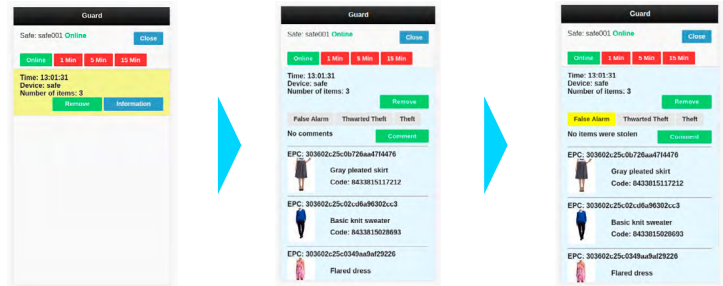 Guard
Safe: safe001 Online
Close
Online 1 Min 5 Min 15 Min
Time: 13:01:31
Device: safe
Number of items: 3
Remove Information
Guard
Safe: safe001 Online
Close
Online 1 Min 5 Min 15 Min
Time: 13:01:31
Device: safe
Number of items: 3
Remove
False Alarm Thwarted Theft Theft
No comments
Comment
EPC: 303602c25c0b726aa47f4476
Gray pleated skirt
Code: 8433815117212
EPC: 303602c25c02cd6a96302cc3
Basic knit sweater
Code: 8433815028693
EPC: 303602c25c0349aa9af29226
Flared dress
Guard
Safe: safe001 Online
Close
Online 1 Min 5 Min 15 Min
Time: 13:01:31
Device: safe
Number of items: 3
Remove
False Alarm Thwarted Theft Theft
No items were stolen
Comment
EPC: 303602c25c0b726aa47f4476
Gray pleated skirt
Code: 8433815117212
EPC: 303602c25c02cd6a96302cc3
Basic knit sweater
Code: 8433815028693
EPC: 303602c25c0349aa9af29226
Flared dress